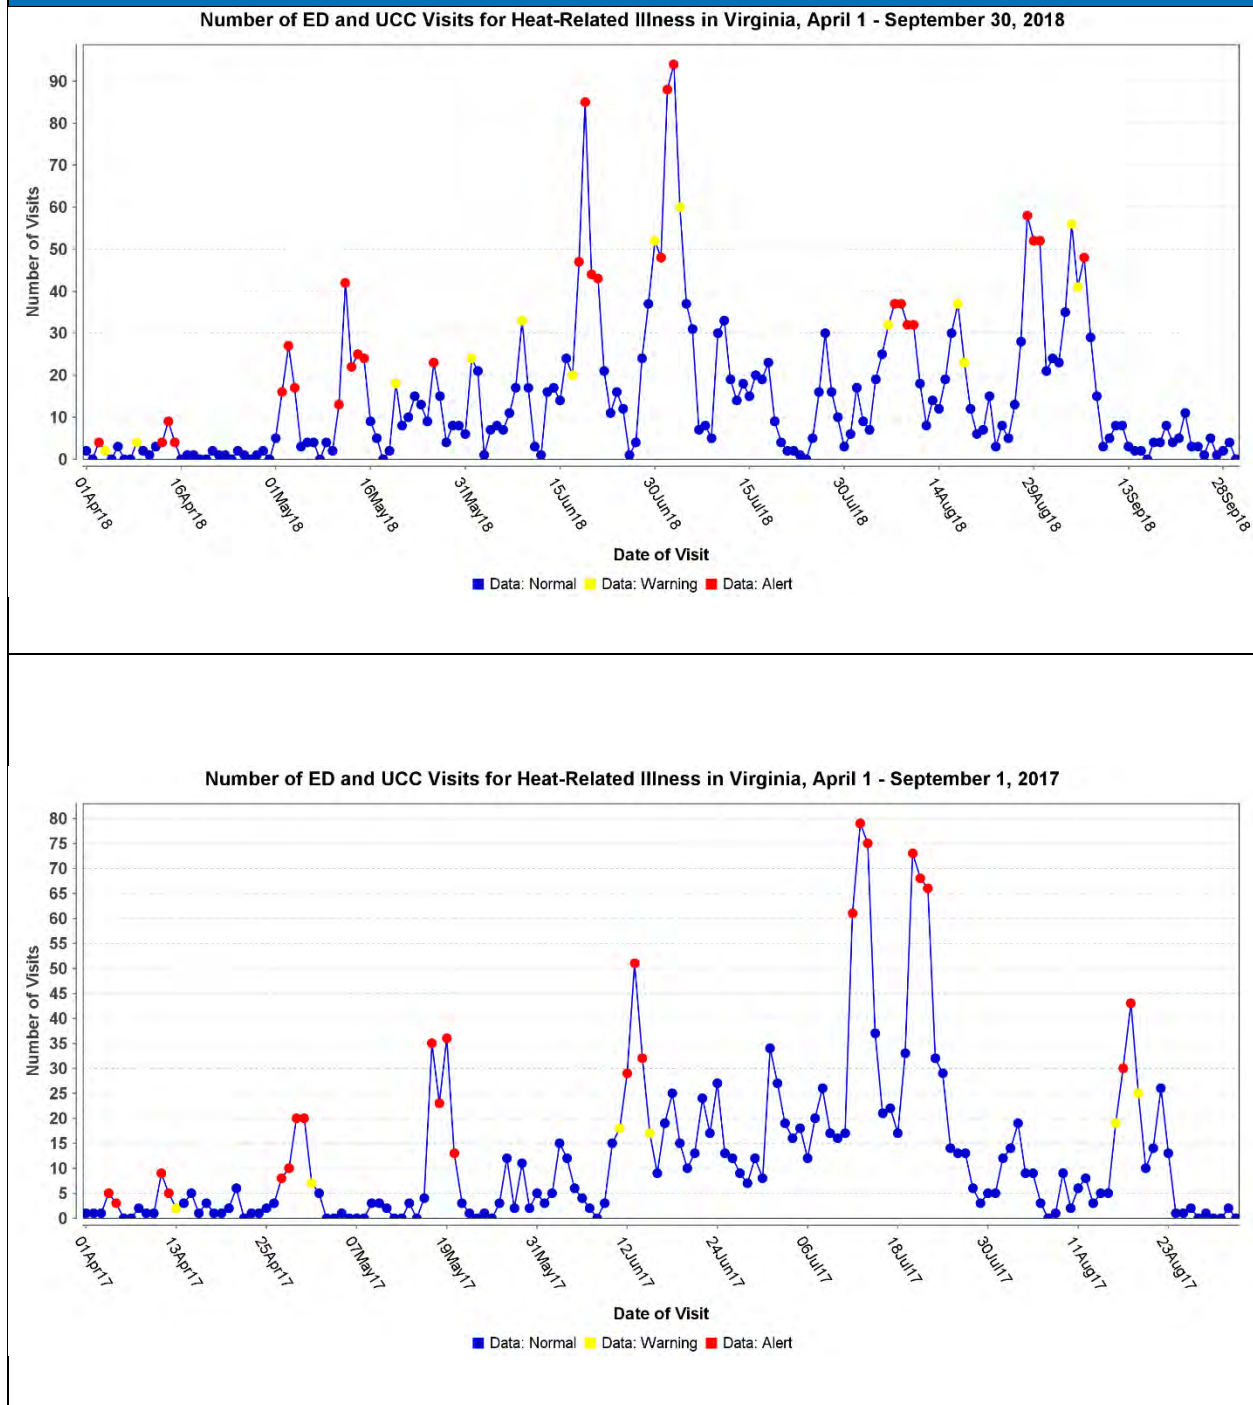 Number of ED and UCC Visits for Heat-Related Illness in Virginia, April 1 - September 30, 2018
90
80
70
60
50
40
30
20
10
0
Number of Visits
01Apr18
16Apr18
01May18
16May18
31May18
15Jun18
30Jun18
15Jul18
30Jul18
14Aug18
29Aug18
13Sep18
28Sep18
Date of Visit
Data: Normal Data: Warning Data: Alert
Number of ED and UCC Visits for Heat-Related Illness in Virginia, April 1 - September 1, 2017
80
75
70
65
60
55
50
45
40
35
30
25
20
15
10
5
0
Number of Visits
01Apr17
13Apr17
25Apr17
07May17
19May17
31May17
12Jun17
24Jun17
06Jul17
18Jul17
30Jul17
11Aug17
23Aug17
Date of Visit
Data: Normal Data: Warning Data: Alert